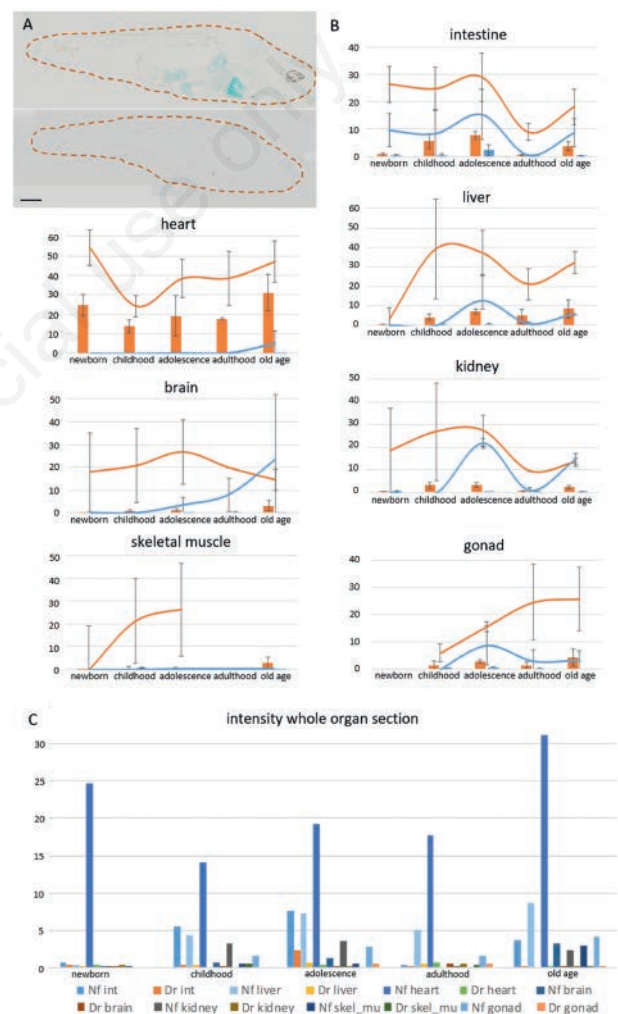 A
B
intestine
40
30
20
10
0
newborn childhood adolescence adulthood old age
liver
60
50
40
30
20
10
0
newborn childhood adolescence adulthood old age
heart
60
50
40
30
20
10
0
newborn childhood adolescence adulthood old age
kidney
50
40
30
20
10
0
newborn childhood adolescence adulthood old age
brain
50
40
30
20
10
0
newborn childhood adolescence adulthood old age
skeletal muscle
50
40
30
20
10
0
newborn childhood adolescence adulthood old age
gonad
50
40
30
20
10
0
newborn childhood adolescence adulthood old age
C
intensity whole organ section
30
25
20
15
10
5
0
newborn childhood adolescence adulthood old age
Nf int Dr int Nf liver Dr liver Nf heart Dr heart Nf brain
Dr brain Nf kidney Dr kidney Nf skel_mu Dr skel_mu Nf gonad Dr gonad